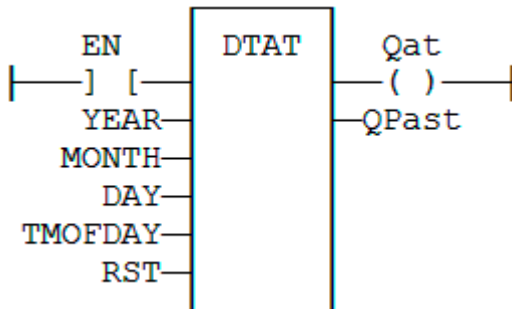 EN DTAT Qat
] [ ( )
YEAR QPast
MONTH
DAY
TMOFDAY
RST